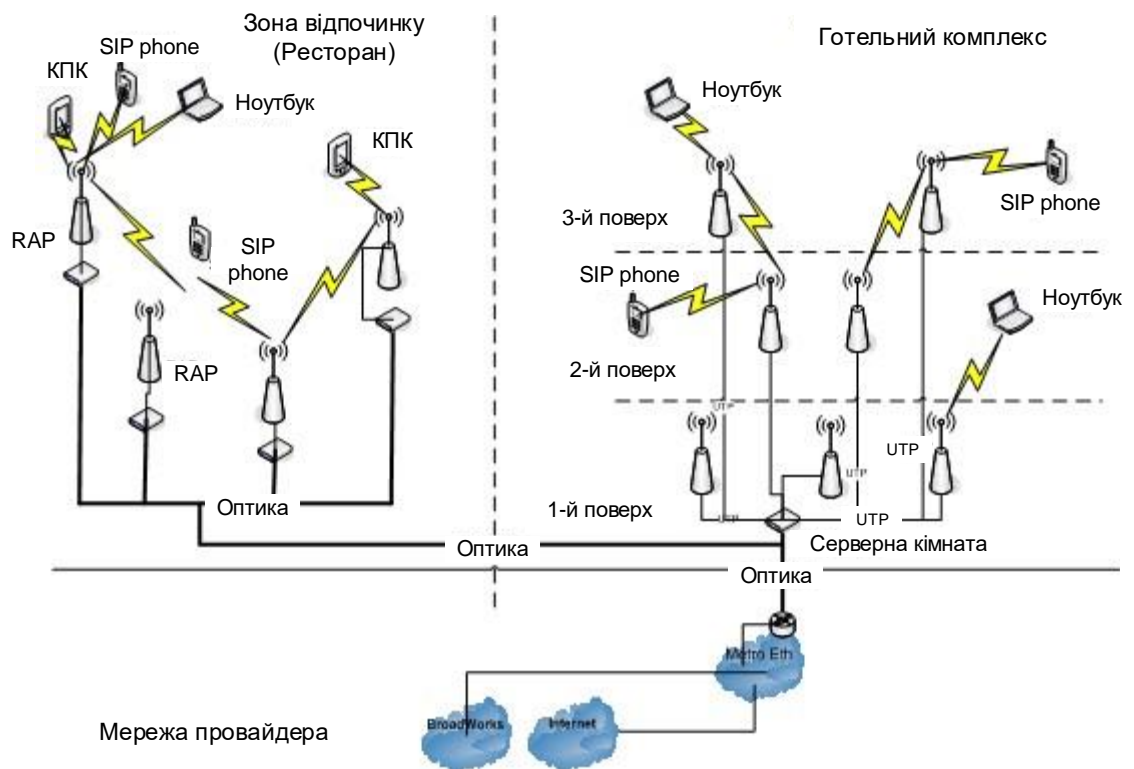 Зона відпочинку
(Ресторан)
Готельний комплекс
SIP phone
КПК
Ноутбук
КПК
Ноутбук
RAP
SIP
phone
3-й поверх
SIP phone
SIP phone
Ноутбук
RAP
2-й поверх
UTP
UTP
UTP
Оптика
1-й поверх
UTP
UTP
Серверна кімната
Оптика
Оптика
Metro Eth
BroadWorks
Internet
Мережа провайдера